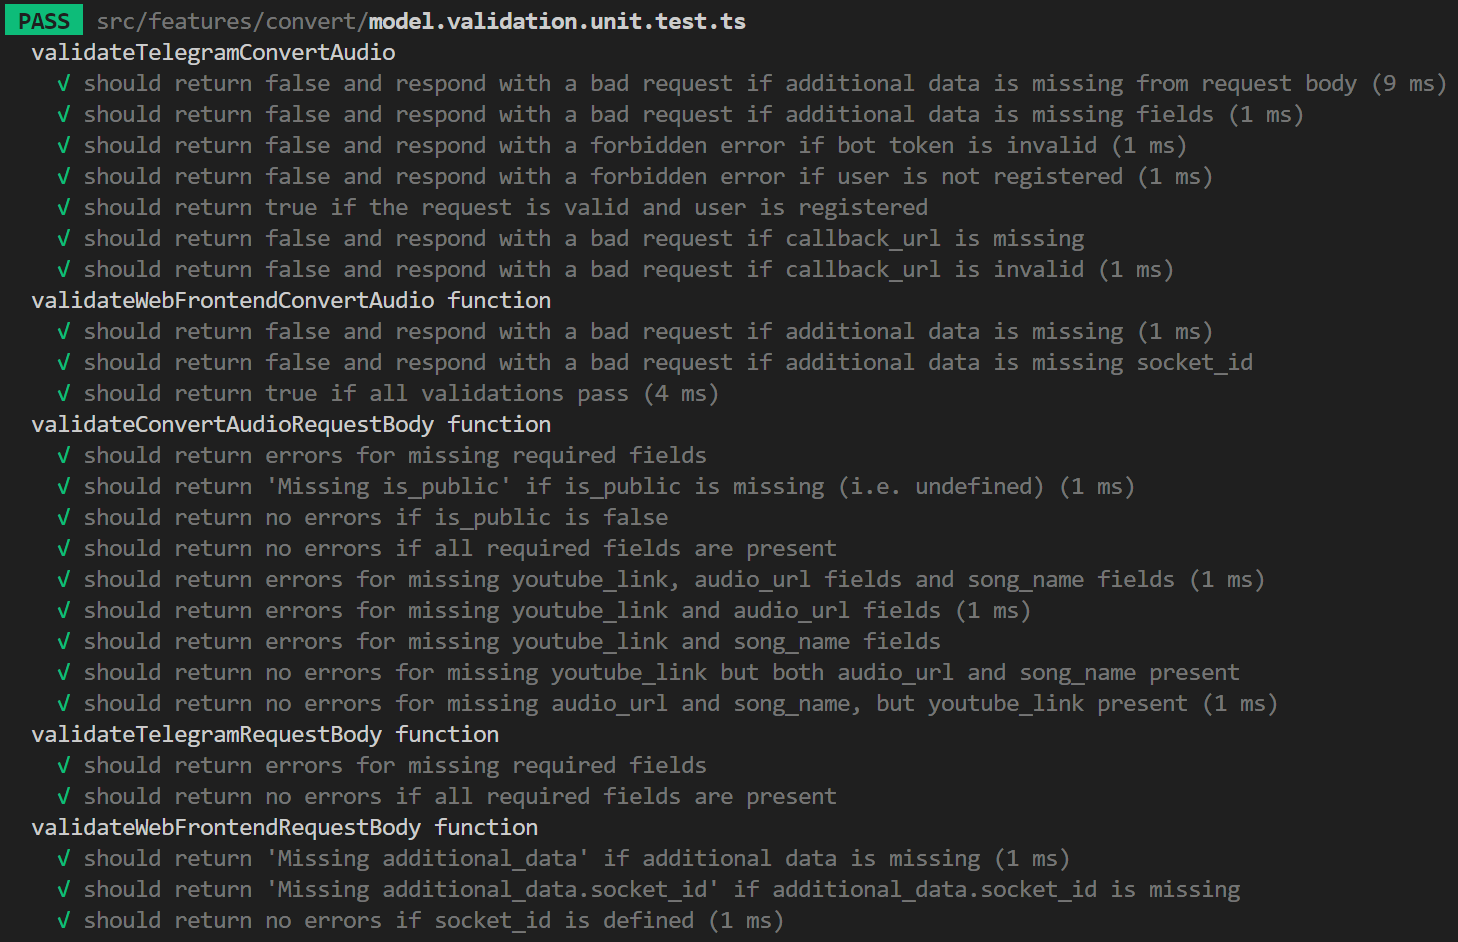 PASS src/features/convert/model.validation.unit.test.ts
validateTelegramConvertAudio
√ should return false and respond with a bad request if additional data is missing from request body (9 ms)
√ should return false and respond with a bad request if additional data is missing fields (1 ms)
√ should return false and respond with a forbidden error if bot token is invalid (1 ms)
√ should return false and respond with a forbidden error if user is not registered (1 ms)
√ should return true if the request is valid and user is registered
√ should return false and respond with a bad request if callback_url is missing
√ should return false and respond with a bad request if callback_url is invalid (1 ms)
validateWebFrontendConvertAudio function
√ should return false and respond with a bad request if additional data is missing (1 ms)
√ should return false and respond with a bad request if additional data is missing socket_id
√ should return true if all validations pass (4 ms)
validateConvertAudioRequestBody function
√ should return errors for missing required fields
√ should return 'Missing is_public' if is_public is missing (i.e. undefined) (1 ms)
√ should return no errors if is_public is false
√ should return no errors if all required fields are present
√ should return errors for missing youtube_link, audio_url fields and song_name fields (1 ms)
√ should return errors for missing youtube_link and audio_url fields (1 ms)
√ should return errors for missing youtube_link and song_name fields
√ should return no errors for missing youtube_link but both audio_url and song_name present
√ should return no errors for missing audio_url and song_name, but youtube_link present (1 ms)
validateTelegramRequestBody function
√ should return errors for missing required fields
√ should return no errors if all required fields are present
validateWebFrontendRequestBody function
√ should return 'Missing additional_data' if additional data is missing (1 ms)
√ should return 'Missing additional_data.socket_id' if additional_data.socket_id is missing
√ should return no errors if socket_id is defined (1 ms)